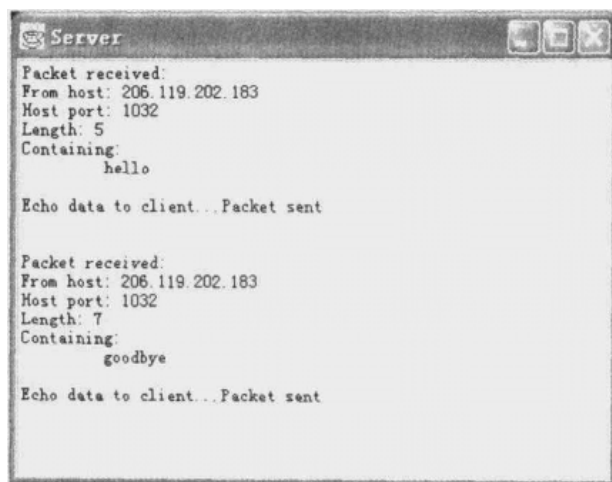 Server
Packet received:
From host: 206.119.202.183
Host port: 1032
Length: 5
Containing:
hello
Echo data to client...Packet sent
Packet received:
From host: 206.119.202.183
Host port: 1032
Length: 7
Containing:
goodbye
Echo data to client...Packet sent